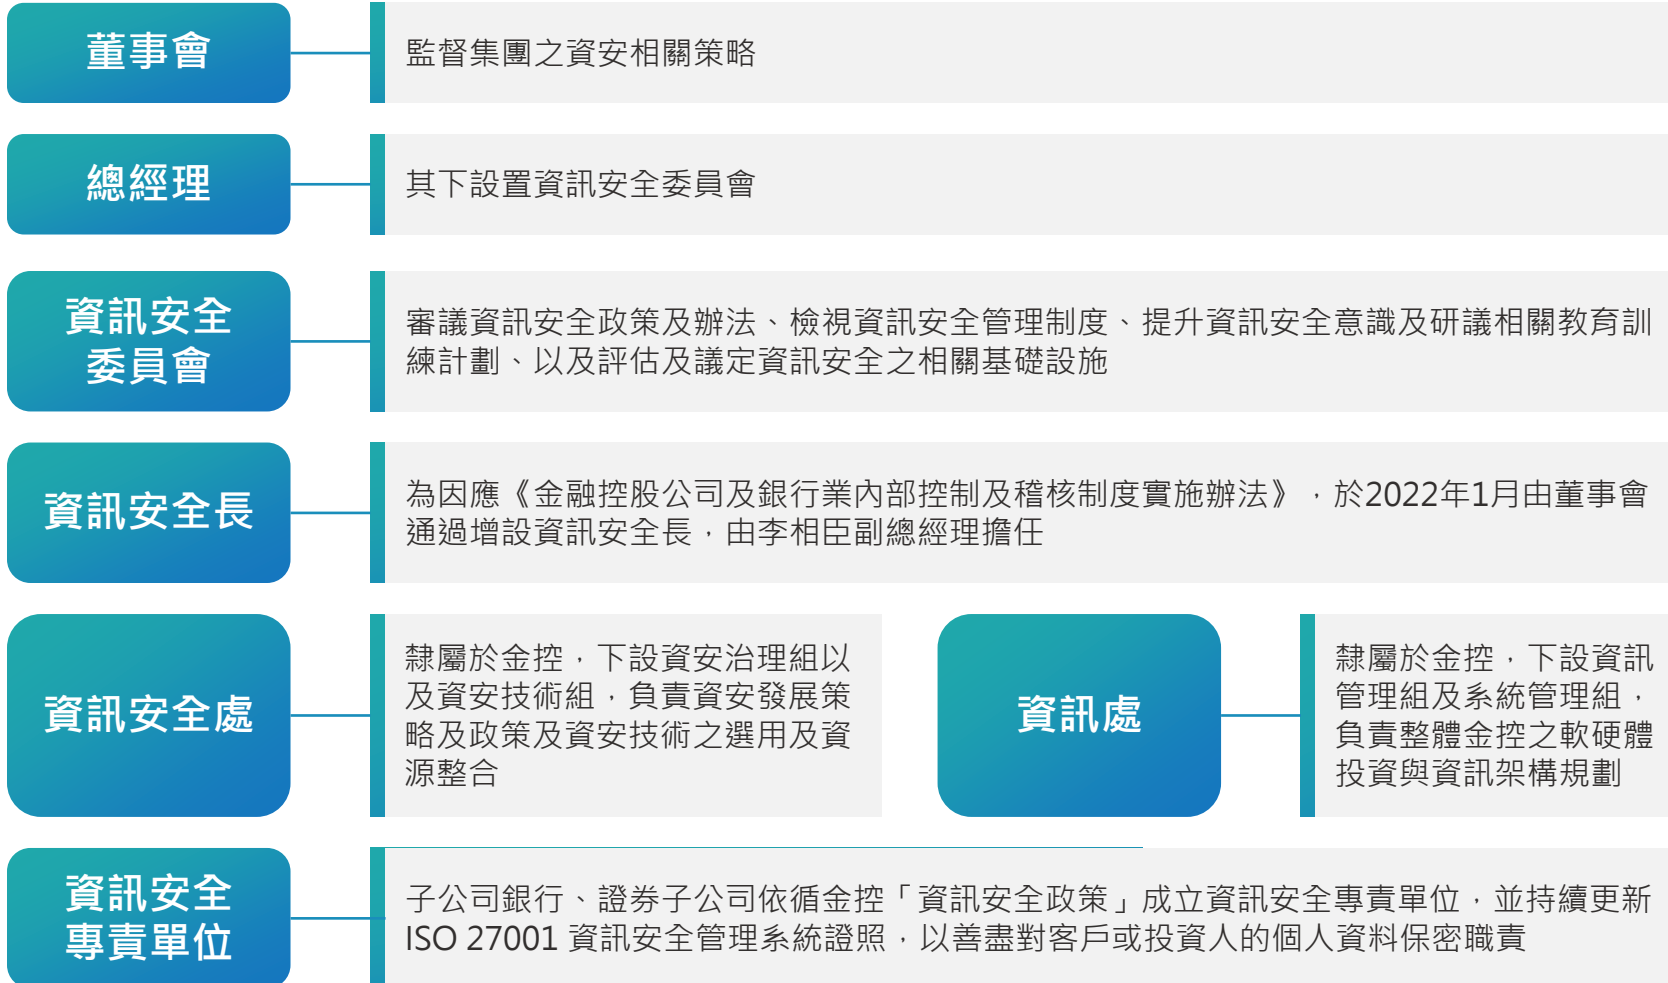 董事會
監督集團之資安相關策略
總經理
其下設置資訊安全委員會
資訊安全
委員會
審議資訊安全政策及辦法、檢視資訊安全管理制度、提升資訊安全意識及研議相關教育訓
練計劃、以及評估及議定資訊安全之相關基礎設施
資訊安全長
為因應《金融控股公司及銀行業內部控制及稽核制度實施辦法》，於2022年1月由董事會
通過增設資訊安全長，由李相臣副總經理擔任
資訊安全處
隸屬於金控，下設資安治理組以
及資安技術組，負責資安發展策
略及政策及資安技術之選用及資
源整合
資訊處
隸屬於金控，下設資訊
管理組及系統管理組，
負責整體金控之軟硬體
投資與資訊架構規劃
資訊安全
專責單位
子公司銀行、證券子公司依循金控「資訊安全政策」成立資訊安全專責單位，並持續更新
ISO 27001 資訊安全管理系統證照，以善盡對客戶或投資人的個人資料保密職責